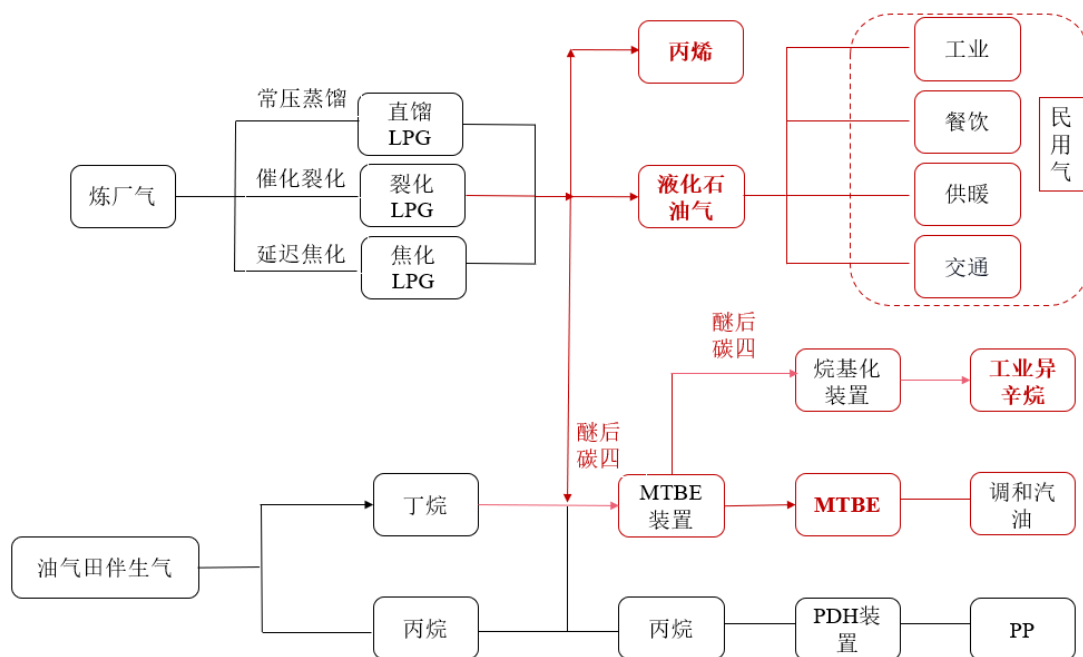 丙烯
工业
常压蒸馏
直馏
LPG
餐饮
民
用
气
炼厂气
催化裂化
裂化
LPG
液化石
油气
供暖
延迟焦化
焦化
LPG
交通
醚后
碳四
烷基化
装置
工业异
辛烷
醚后
碳四
丁烷
MTBE
装置
MTBE
调和汽
油
油气田伴生气
丙烷
丙烷
PDH装
置
PP